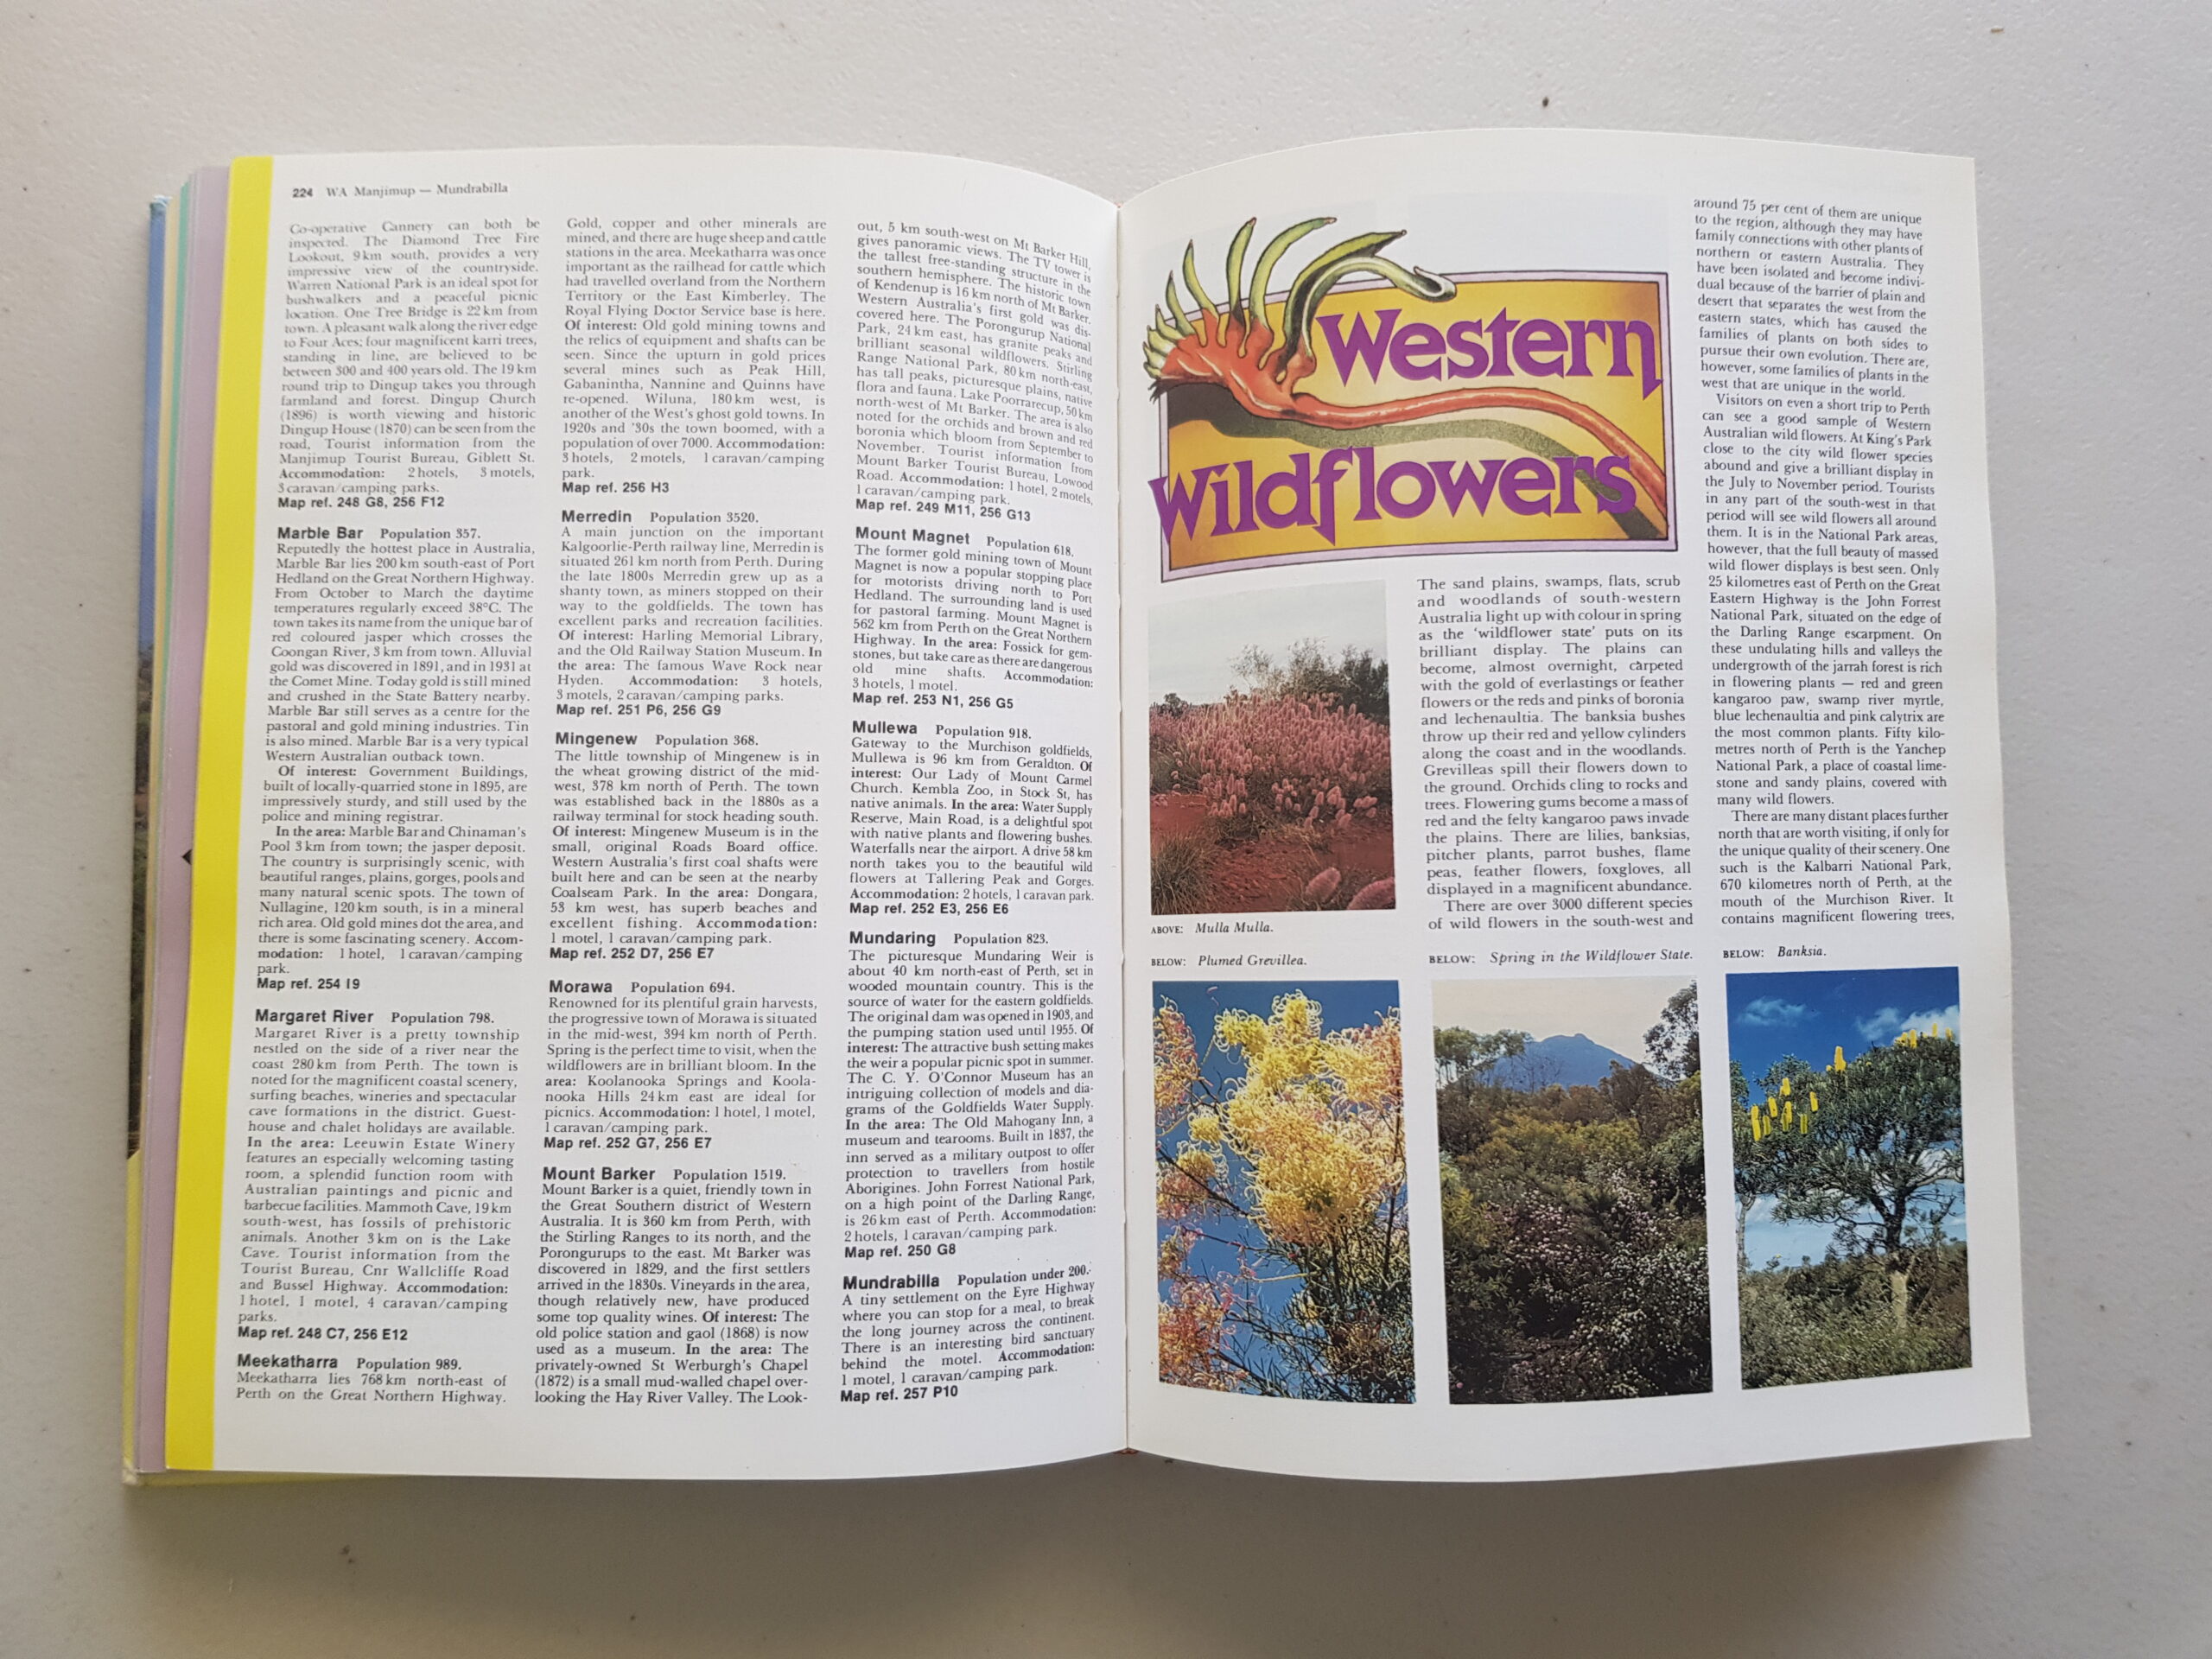 224 WA Manjimup — Mundrabilla
Co-operative Cannery can both be
inspected. The Diamond Tree Fire
Lookout, 9 km south, provides a very
impressive view of the countryside.
Warren National Park is an ideal spot for
bushwalkers and a peaceful picnic
location. One Tree Bridge is 22 km from
town. A pleasant walk along the river edge
to Four Aces; four magnificent karri trees,
standing in line, are believed to be
between 300 and 400 years old. The 19 km
round trip to Dingup takes you through
farmland and forest. Dingup Church
(1896) is worth viewing and historic
Dingup House (1870) can be seen from the
road. Tourist information from the
Manjimup Tourist Bureau, Giblett St.
Accommodation: 2 hotels, 3 motels,
3 caravan/camping parks.
Map ref. 248 G8, 256 F12
Marble Bar Population 357.
Reputedly the hottest place in Australia,
Marble Bar lies 200 km south-east of Port
Hedland on the Great Northern Highway.
From October to March the daytime
temperatures regularly exceed 38°C. The
town takes its name from the unique bar of
red coloured jasper which crosses the
Coongan River, 3 km from town. Alluvial
gold was discovered in 1891, and in 1931 at
the Comet Mine. Today gold is still mined
and crushed in the State Battery nearby.
Marble Bar still serves as a centre for the
pastoral and gold mining industries. Tin
is also mined. Marble Bar is a very typical
Western Australian outback town.
Of interest: Government Buildings,
built of locally-quarried stone in 1895, are
impressively sturdy, and still used by the
police and mining registrar.
In the area: Marble Bar and Chinaman's
Pool 3 km from town; the jasper deposit.
The country is surprisingly scenic, with
beautiful ranges, plains, gorges, pools and
many natural scenic spots. The town of
Nullagine, 120 km south, is in a mineral
rich area. Old gold mines dot the area, and
there is some fascinating scenery. Accom-
modation: 1 hotel, 1 caravan/camping
park.
Map ref. 254 I9
Margaret River Population 798.
Margaret River is a pretty township
nestled on the side of a river near the
coast 280 km from Perth. The town is
noted for the magnificent coastal scenery,
surfing beaches, wineries and spectacular
cave formations in the district. Guest-
house and chalet holidays are available.
In the area: Leeuwin Estate Winery
features an especially welcoming tasting
room, a splendid function room with
Australian paintings and picnic and
barbecue facilities. Mammoth Cave, 19 km
south-west, has fossils of prehistoric
animals. Another 3 km on is the Lake
Cave. Tourist information from the
Tourist Bureau, Cnr Wallcliffe Road
and Bussel Highway. Accommodation:
1 hotel, 1 motel, 4 caravan/camping
parks.
Map ref. 248 C7, 256 E12
Meekatharra Population 989.
Meekatharra lies 768 km north-east of
Perth on the Great Northern Highway.
Gold, copper and other minerals are
mined, and there are huge sheep and cattle
stations in the area. Meekatharra was once
important as the railhead for cattle which
had travelled overland from the Northern
Territory or the East Kimberley. The
Royal Flying Doctor Service base is here.
Of interest: Old gold mining towns and
the relics of equipment and shafts can be
seen. Since the upturn in gold prices
several mines such as Peak Hill,
Gabanintha, Nannine and Quinns have
re-opened. Wiluna, 180 km west, is
another of the West's ghost gold towns. In
1920s and '30s the town boomed, with a
population of over 7000. Accommodation:
3 hotels, 2 motels, 1 caravan/camping
park.
Map ref. 256 H3
Merredin Population 3520.
A main junction on the important
Kalgoorlie-Perth railway line, Merredin is
situated 261 km north from Perth. During
the late 1800s Merredin grew up as a
shanty town, as miners stopped on their
way to the goldfields. The town has
excellent parks and recreation facilities.
Of interest: Harling Memorial Library,
and the Old Railway Station Museum. In
the area: The famous Wave Rock near
Hyden. Accommodation: 3 hotels,
3 motels, 2 caravan/camping parks.
Map ref. 251 P6, 256 G9
Mingenew Population 368.
The little township of Mingenew is in
the wheat growing district of the mid-
west, 378 km north of Perth. The town
was established back in the 1880s as a
railway terminal for stock heading south.
Of interest: Mingenew Museum is in the
small, original Roads Board office.
Western Australia's first coal shafts were
built here and can be seen at the nearby
Coalseam Park. In the area: Dongara,
53 km west, has superb beaches and
excellent fishing. Accommodation:
1 motel, 1 caravan/camping park.
Map ref. 252 D7, 256 E7
Morawa Population 694.
Renowned for its plentiful grain harvests,
the progressive town of Morawa is situated
in the mid-west, 394 km north of Perth.
Spring is the perfect time to visit, when the
wildflowers are in brilliant bloom. In the
area: Koolanooka Springs and Koola-
nooka Hills 24 km east are ideal for
picnics. Accommodation: 1 hotel, 1 motel,
1 caravan/camping park.
Map ref. 252 G7, 256 E7
Mount Barker Population 1519.
Mount Barker is a quiet, friendly town in
the Great Southern district of Western
Australia. It is 360 km from Perth, with
the Stirling Ranges to its north, and the
Porongurups to the east. Mt Barker was
discovered in 1829, and the first settlers
arrived in the 1830s. Vineyards in the area,
though relatively new, have produced
some top quality wines. Of interest: The
old police station and gaol (1868) is now
used as a museum. In the area: The
privately-owned St Werburgh's Chapel
(1872) is a small mud-walled chapel over-
looking the Hay River Valley. The Look-
out, 5 km south-west on Mt Barker Hill,
gives panoramic views. The TV tower is
the tallest free-standing structure in the
southern hemisphere. The historic town
of Kendenup is 16 km north of Mt Barker,
Western Australia's first gold was dis-
covered here. The Porongurup National
Park, 24 km east, has granite peaks and
brilliant seasonal wildflowers. Stirling
Range National Park, 80 km north-east,
has tall peaks, picturesque plains, native
flora and fauna. Lake Poorrarecup, 50 km
north-west of Mt Barker. The area is also
noted for the orchids and brown and red
boronia which bloom from September to
November. Tourist information from
Mount Barker Tourist Bureau, Lowood
Road. Accommodation: 1 hotel, 2 motels,
1 caravan/camping park.
Map ref. 249 M11, 256 G13
Mount Magnet Population 618.
The former gold mining town of Mount
Magnet is now a popular stopping place
for motorists driving north to Port
Hedland. The surrounding land is used
for pastoral farming. Mount Magnet is
562 km from Perth on the Great Northern
Highway. In the area: Fossick for gem-
stones, but take care as there are dangerous
old mine shafts. Accommodation:
3 hotels, 1 motel.
Map ref. 253 N1, 256 G5
Mullewa Population 918.
Gateway to the Murchison goldfields,
Mullewa is 96 km from Geraldton. Of
interest: Our Lady of Mount Carmel
Church. Kembla Zoo, in Stock St, has
native animals. In the area: Water Supply
Reserve, Main Road, is a delightful spot
with native plants and flowering bushes.
Waterfalls near the airport. A drive 58 km
north takes you to the beautiful wild
flowers at Tallering Peak and Gorges.
Accommodation: 2 hotels, 1 caravan park.
Map ref. 252 E3, 256 E6
Mundaring Population 823.
The picturesque Mundaring Weir is
about 40 km north-east of Perth, set in
wooded mountain country. This is the
source of water for the eastern goldfields.
The original dam was opened in 1903, and
the pumping station used until 1955. Of
interest: The attractive bush setting makes
the weir a popular picnic spot in summer.
The C. Y. O'Connor Museum has an
intriguing collection of models and dia-
grams of the Goldfields Water Supply.
In the area: The Old Mahogany Inn, a
museum and tearooms. Built in 1837, the
inn served as a military outpost to offer
protection to travellers from hostile
Aborigines. John Forrest National Park,
on a high point of the Darling Range,
is 26 km east of Perth. Accommodation:
2 hotels, 1 caravan/camping park.
Map ref. 250 G8
Mundrabilla Population under 200.
A tiny settlement on the Eyre Highway
where you can stop for a meal, to break
the long journey across the continent.
There is an interesting bird sanctuary
behind the motel. Accommodation:
1 motel, 1 caravan/camping park.
Map ref. 257 P10
Western
Wildflowers
ABOVE: Mulla Mulla.
The sand plains, swamps, flats, scrub
and woodlands of south-western
Australia light up with colour in spring
as the 'wildflower state' puts on its
brilliant display. The plains can
become, almost overnight, carpeted
with the gold of everlastings or feather
flowers or the reds and pinks of boronia
and lechenaultia. The banksia bushes
throw up their red and yellow cylinders
along the coast and in the woodlands.
Grevilleas spill their flowers down to
the ground. Orchids cling to rocks and
trees. Flowering gums become a mass of
red and the felty kangaroo paws invade
the plains. There are lilies, banksias,
pitcher plants, parrot bushes, flame
peas, feather flowers, foxgloves, all
displayed in a magnificent abundance.
There are over 3000 different species
of wild flowers in the south-west and
around 75 per cent of them are unique
to the region, although they may have
family connections with other plants of
northern or eastern Australia. They
have been isolated and become indivi-
dual because of the barrier of plain and
desert that separates the west from the
eastern states, which has caused the
families of plants on both sides to
pursue their own evolution. There are,
however, some families of plants in the
west that are unique in the world.
Visitors on even a short trip to Perth
can see a good sample of Western
Australian wild flowers. At King's Park
close to the city wild flower species
abound and give a brilliant display in
the July to November period. Tourists
in any part of the south-west in that
period will see wild flowers all around
them. It is in the National Park areas,
however, that the full beauty of massed
wild flower displays is best seen. Only
25 kilometres east of Perth on the Great
Eastern Highway is the John Forrest
National Park, situated on the edge of
the Darling Range escarpment. On
these undulating hills and valleys the
undergrowth of the jarrah forest is rich
in flowering plants — red and green
kangaroo paw, swamp river myrtle,
blue lechenaultia and pink calytrix are
the most common plants. Fifty kilo-
metres north of Perth is the Yanchep
National Park, a place of coastal lime-
stone and sandy plains, covered with
many wild flowers.
There are many distant places further
north that are worth visiting, if only for
the unique quality of their scenery. One
such is the Kalbarri National Park,
670 kilometres north of Perth, at the
mouth of the Murchison River. It
contains magnificent flowering trees,
BELOW: Plumed Grevillea.
BELOW: Spring in the Wildflower State.
BELOW: Banksia.